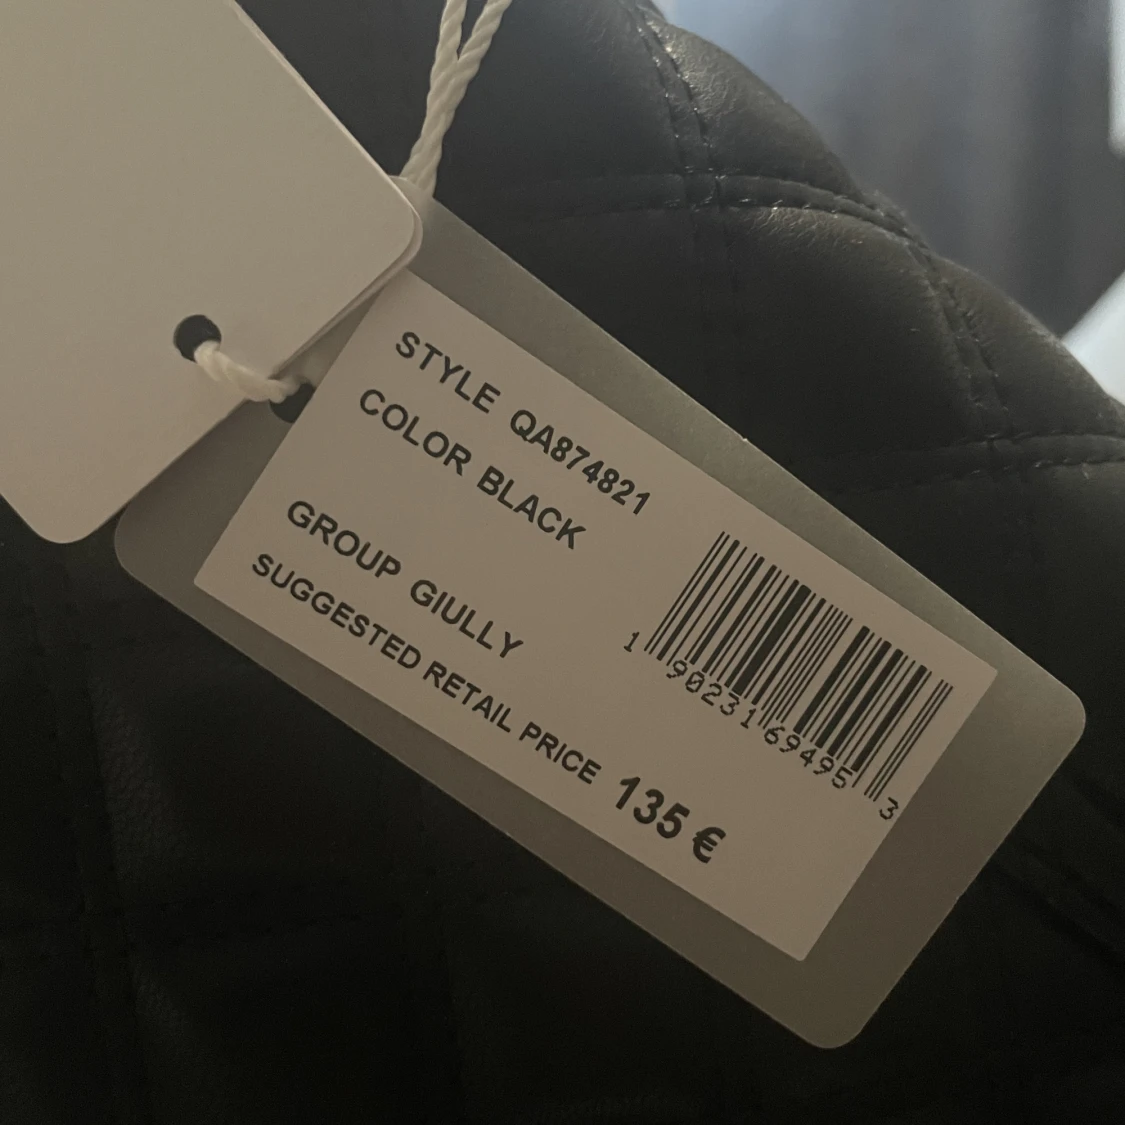 STYLE QA874821
COLOR BLACK
GROUP GIULLY
SUGGESTED RETAIL PRICE 135 €
1 90231 69495 3